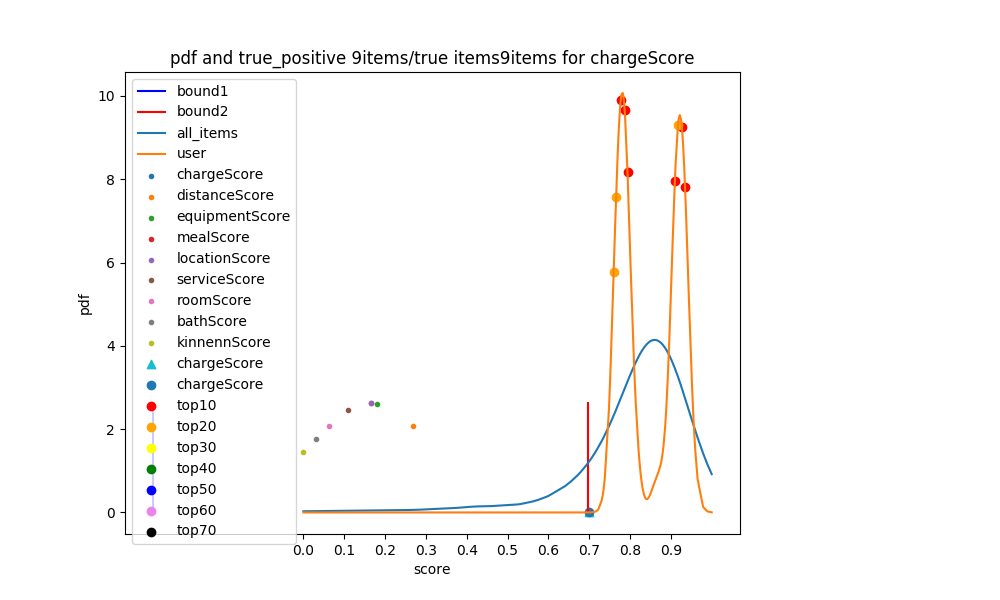 pdf and true_positive 9items/true items9items for chargeScore
bound1
bound2
all_items
user
chargeScore
distanceScore
equipmentScore
mealScore
locationScore
serviceScore
roomScore
bathScore
kinnennScore
chargeScore
chargeScore
top10
top20
top30
top40
top50
top60
top70
pdf
10
8
6
4
2
0
0.0 0.1 0.2 0.3 0.4 0.5 0.6 0.7 0.8 0.9
score